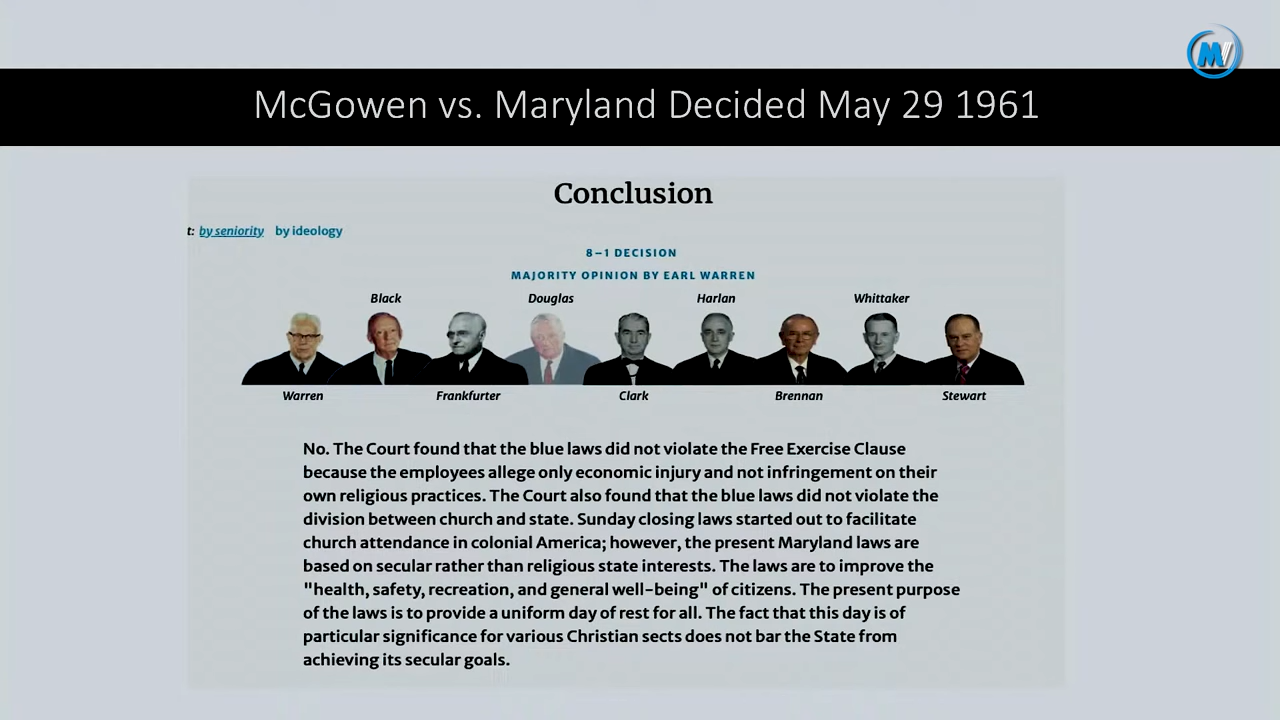 MV
McGowen vs. Maryland Decided May 29 1961
Conclusion
t: by seniority by ideology
8–1 DECISION
MAJORITY OPINION BY EARL WARREN
Black Douglas Harlan Whittaker
Warren Frankfurter Clark Brennan Stewart
No. The Court found that the blue laws did not violate the Free Exercise Clause
because the employees allege only economic injury and not infringement on their
own religious practices. The Court also found that the blue laws did not violate the
division between church and state. Sunday closing laws started out to facilitate
church attendance in colonial America; however, the present Maryland laws are
based on secular rather than religious state interests. The laws are to improve the
"health, safety, recreation, and general well-being" of citizens. The present purpose
of the laws is to provide a uniform day of rest for all. The fact that this day is of
particular significance for various Christian sects does not bar the State from
achieving its secular goals.